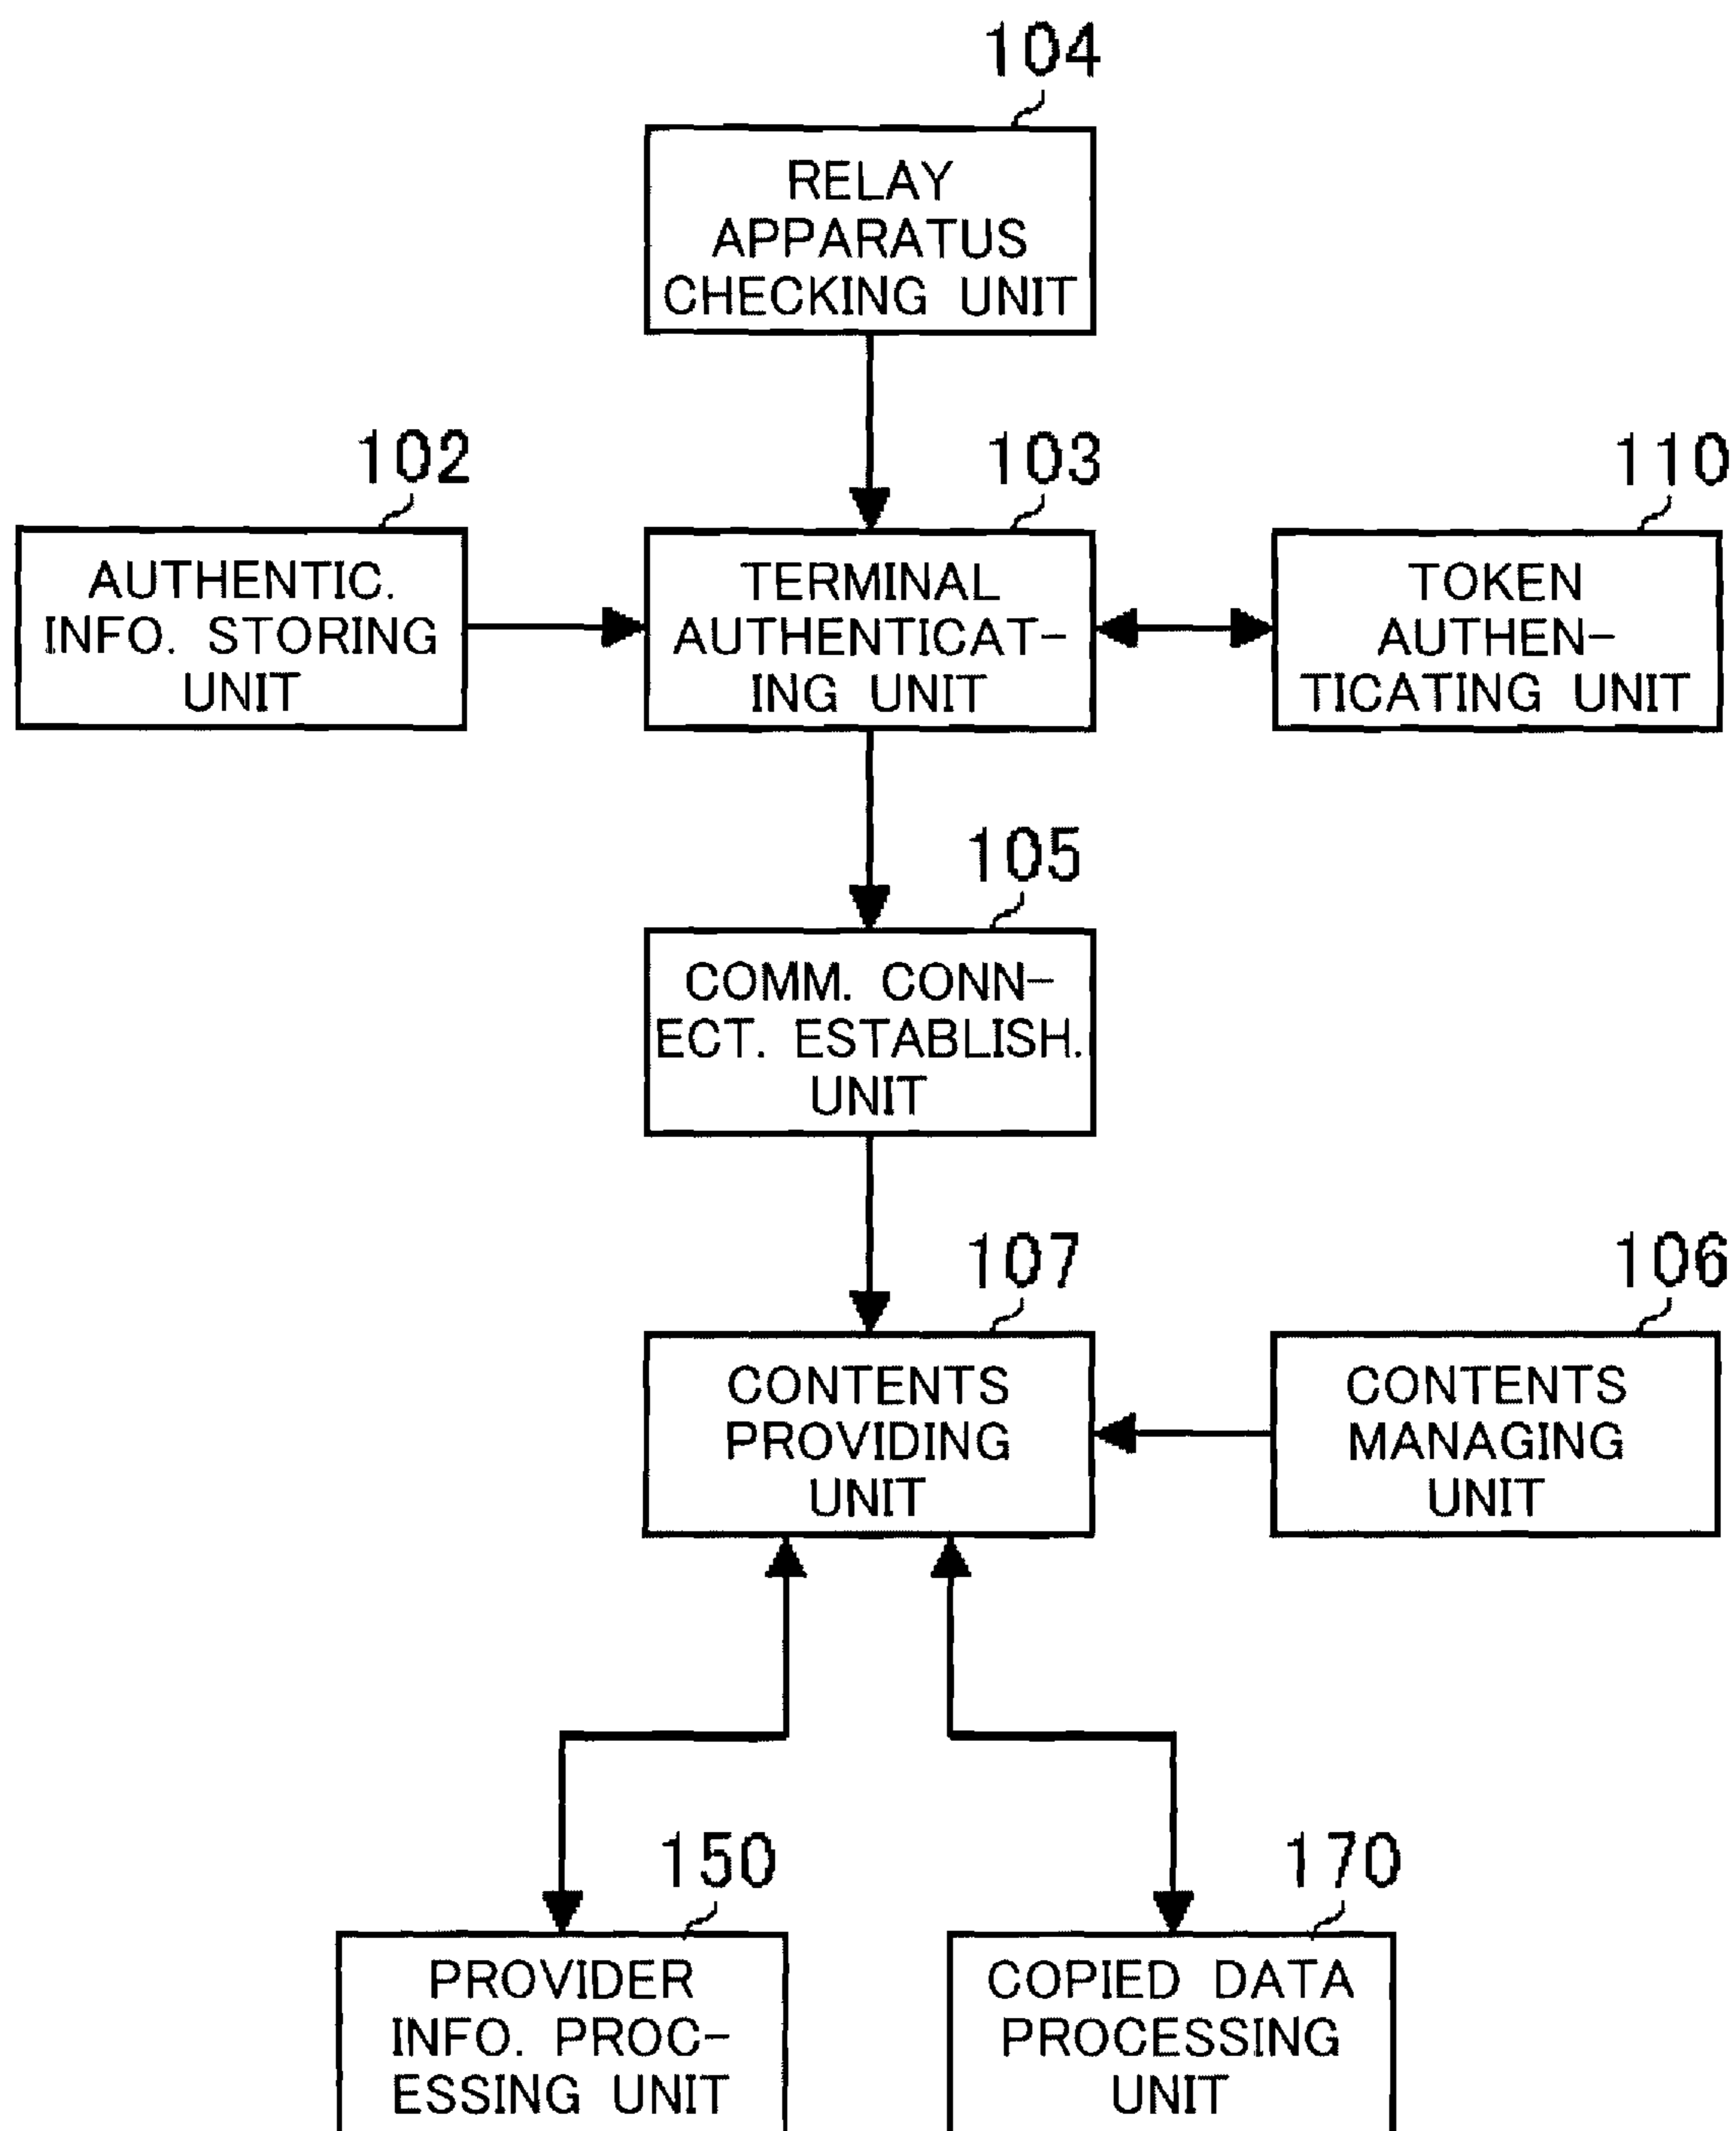 104
RELAY
APPARATUS
CHECKING UNIT
102
103
110
AUTHENTIC.
INFO. STORING
UNIT
TERMINAL
AUTHENTICAT-
ING UNIT
TOKEN
AUTHEN-
TICATING UNIT
105
COMM. CONN-
ECT. ESTABLISH.
UNIT
107
106
CONTENTS
PROVIDING
UNIT
CONTENTS
MANAGING
UNIT
150
170
PROVIDER
INFO. PROC-
ESSING UNIT
COPIED DATA
PROCESSING
UNIT